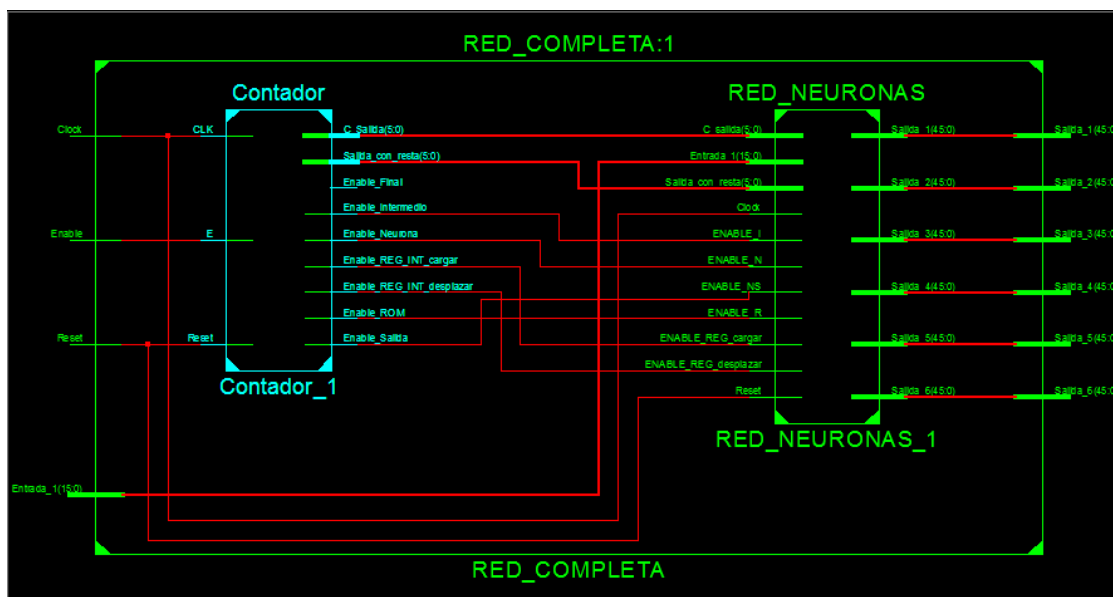 RED_COMPLETA:1
Contador
RED_NEURONAS
Clock
CLK
C_Salida(5:0)
C_salida(5:0)
Salida_1(45:0)
Salida_1(45:0)
Salida_con_resta(5:0)
Entrada_1(15:0)
Enable_Final
Salida_con_resta(5:0)
Salida_2(45:0)
Salida_2(45:0)
Enable_Intermedio
Clock
Enable
E
Enable_Neurona
ENABLE_I
Salida_3(45:0)
Salida_3(45:0)
Enable_REG_INT_cargar
ENABLE_N
Enable_REG_INT_desplazar
ENABLE_NS
Salida_4(45:0)
Salida_4(45:0)
Enable_ROM
ENABLE_R
Reset
Reset
Enable_Salida
ENABLE_REG_cargar
Salida_5(45:0)
Salida_5(45:0)
ENABLE_REG_desplazar
Contador_1
Reset
Salida_6(45:0)
Salida_6(45:0)
RED_NEURONAS_1
Entrada_1(15:0)
RED_COMPLETA